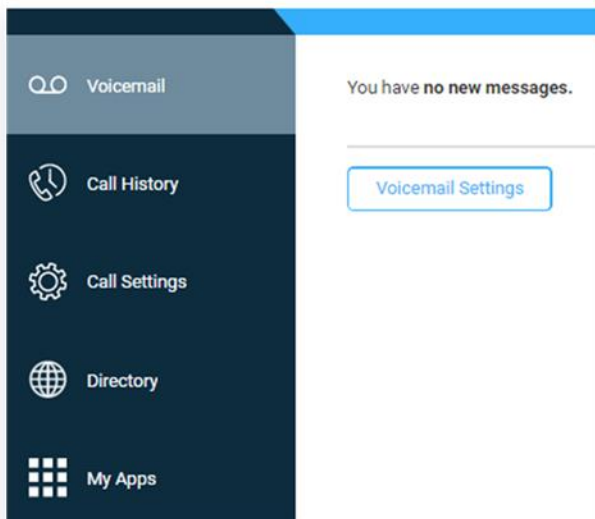 Voicemail
You have no new messages.
Call History
Voicemail Settings
Call Settings
Directory
My Apps